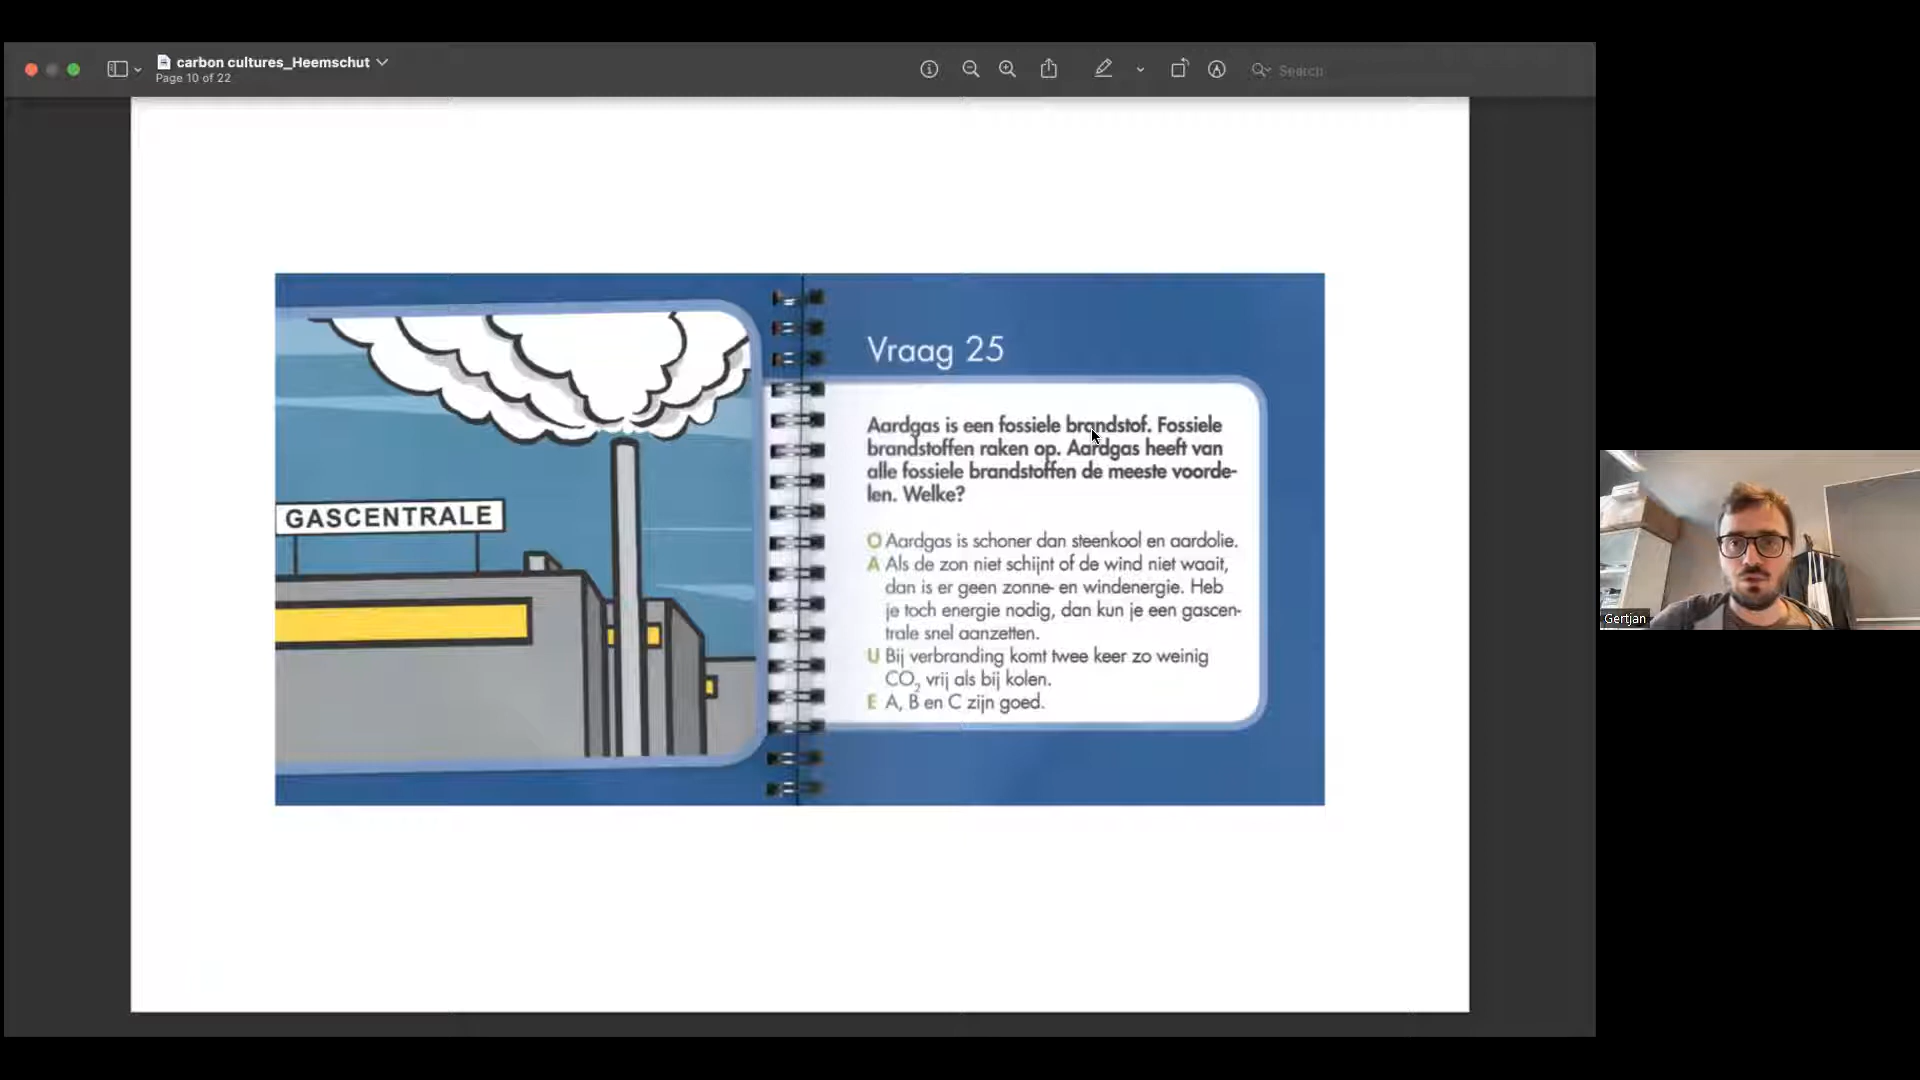 carbon cultures_Heemschut
Page 10 of 22
Search
GASCENTRALE
Vraag 25
Aardgas is een fossiele brandstof. Fossiele
brandstoffen raken op. Aardgas heeft van
alle fossiele brandstoffen de meeste voorde-
len. Welke?
O Aardgas is schoner dan steenkool en aardolie.
A Als de zon niet schijnt of de wind niet waait,
dan is er geen zonne- en windenergie. Heb
je toch energie nodig, dan kun je een gascen-
trale snel aanzetten.
U Bij verbranding komt twee keer zo weinig
CO₂ vrij als bij kolen.
E A, B en C zijn goed.
Gertjan